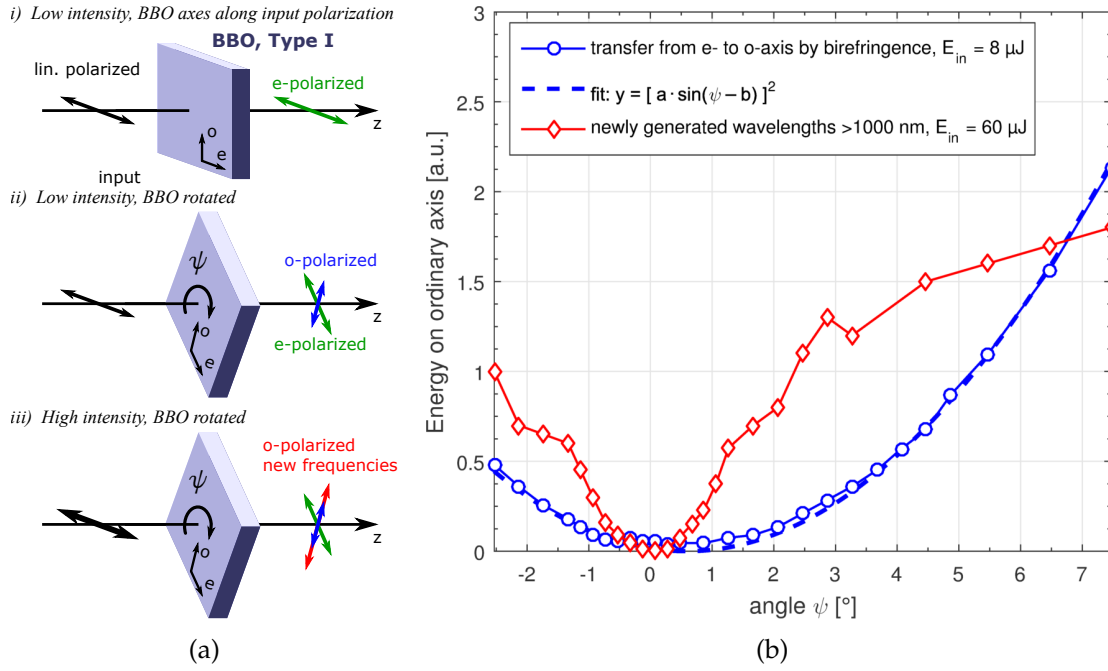 i) Low intensity, BBO axes along input polarization
BBO, Type I
lin. polarized
e-polarized
z
o
e
input
ii) Low intensity, BBO rotated
ψ
o-polarized
z
o
e
e-polarized
iii) High intensity, BBO rotated
o-polarized
new frequencies
ψ
z
o
e
(a)
Energy on ordinary axis [a.u.]
3
2.5
2
1.5
1
0.5
0
transfer from e- to o-axis by birefringence, E_in = 8 µJ
fit: y = [ a·sin(ψ−b) ]²
newly generated wavelengths >1000 nm, E_in = 60 µJ
-2 -1 0 1 2 3 4 5 6 7
angle ψ [°]
(b)